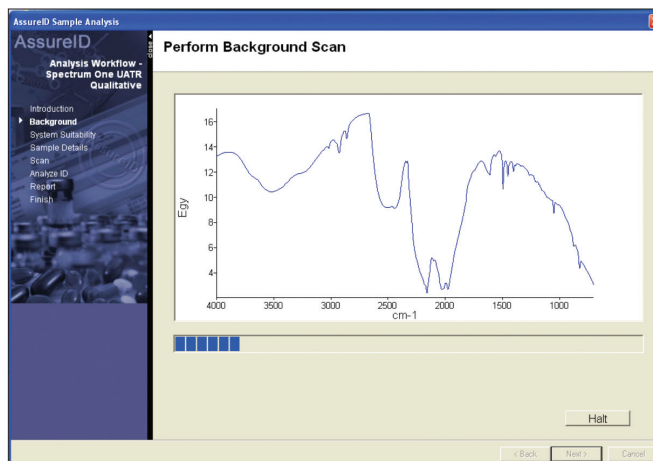 AssureID Sample Analysis
AssureID
close
Analysis Workflow -
Spectrum One UATR
Qualitative
Introduction
Background
System Suitability
Sample Details
Scan
Analyze ID
Report
Finish
Perform Background Scan
16
14
12
10
8
6
4
Egy
4000 3500 3000 2500 2000 1500 1000
cm-1
Halt
< Back Next > Cancel